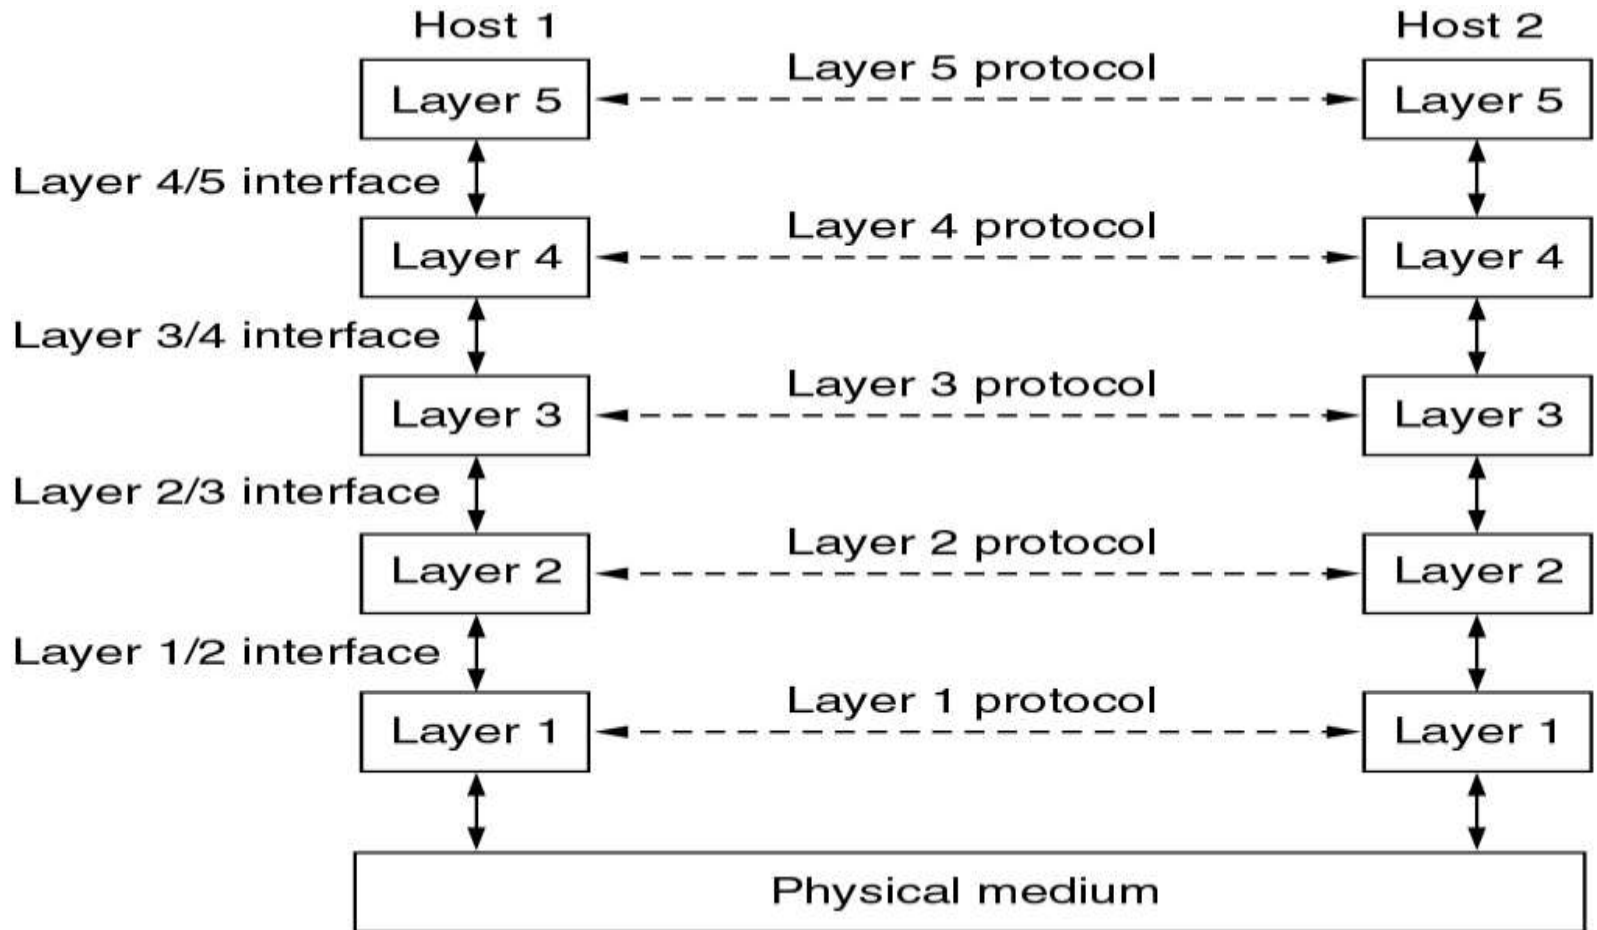 Host 1
Host 2
Layer 5 protocol
Layer 5
Layer 5
Layer 4/5 interface
Layer 4 protocol
Layer 4
Layer 4
Layer 3/4 interface
Layer 3 protocol
Layer 3
Layer 3
Layer 2/3 interface
Layer 2 protocol
Layer 2
Layer 2
Layer 1/2 interface
Layer 1 protocol
Layer 1
Layer 1
Physical medium